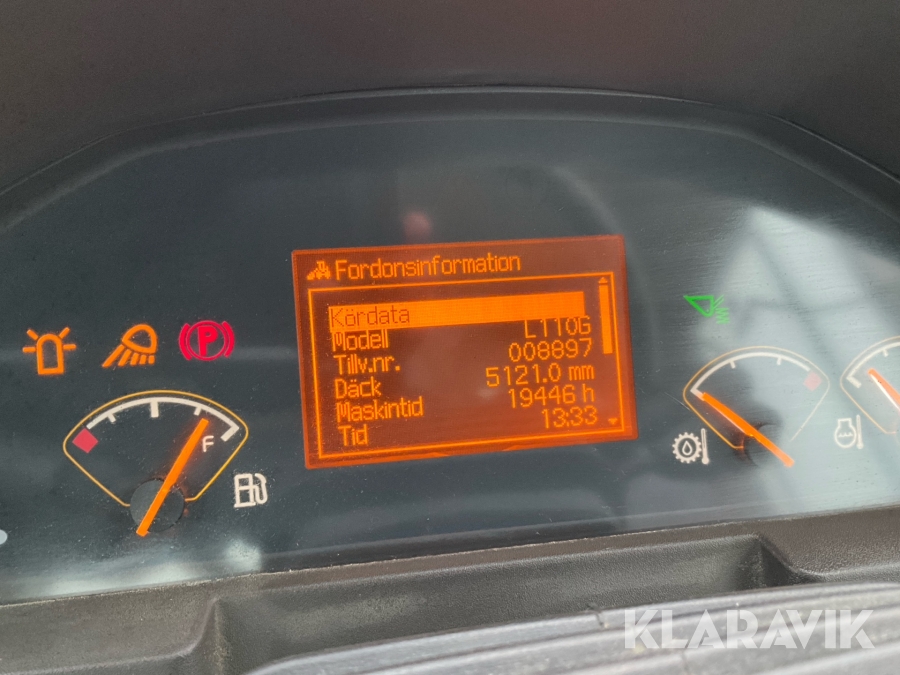 Fordonsinformation
Kördata
Modell L110G
Tillv.nr. 008897
Däck 5121.0 mm
Maskintid 19446 h
Tid 13:33
P
F
KLARAVIK